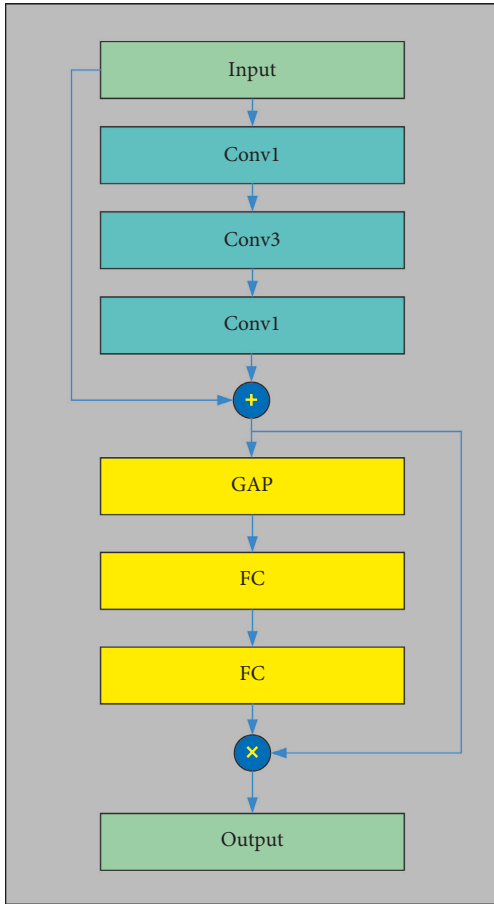 Input
Conv1
Conv3
Conv1
+
GAP
FC
FC
×
Output